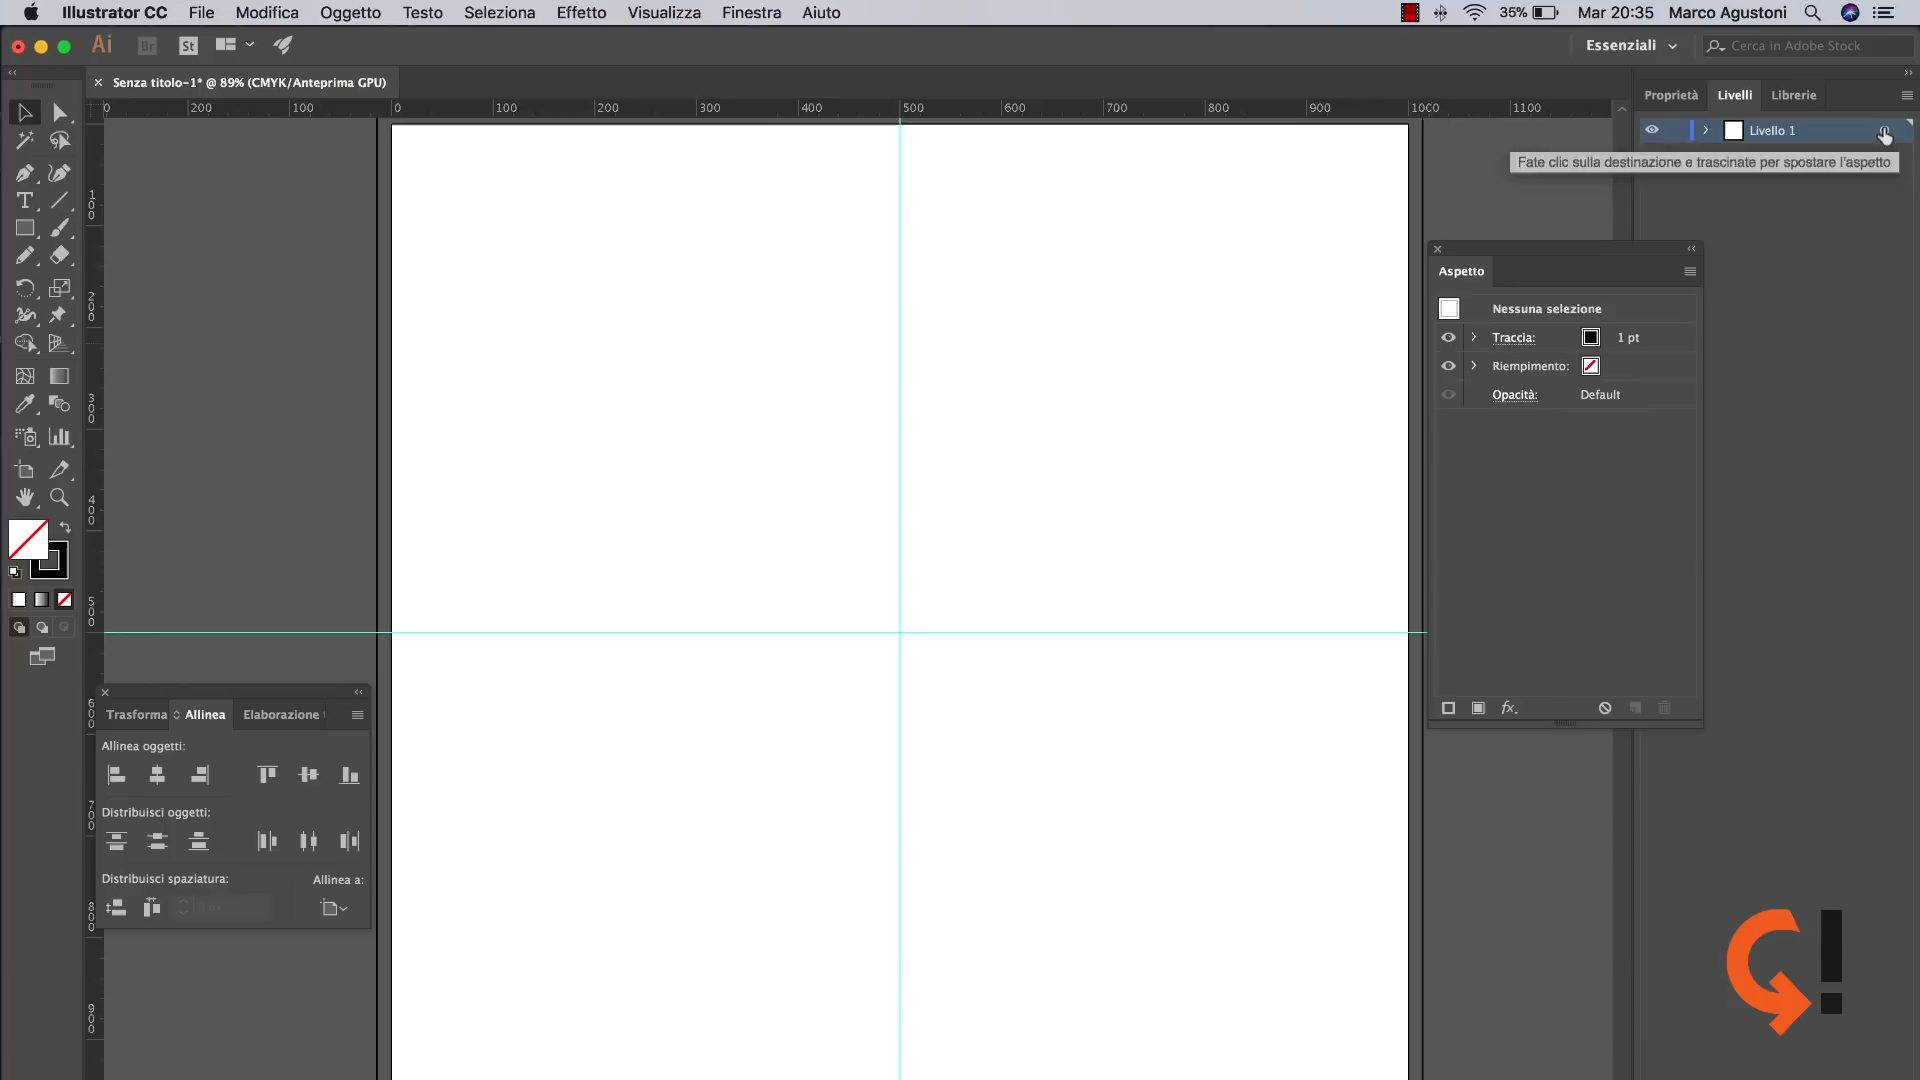 Illustrator CC File Modifica Oggetto Testo Seleziona Effetto Visualizza Finestra Aiuto 35% Mar 20:35 Marco Agustoni
Ai Br St Essenziali Cerca in Adobe Stock
Senza titolo-1* @ 89% (CMYK/Anteprima GPU)
Proprietà Livelli Librerie
0 200 100 0 100 200 300 400 500 600 700 800 900 1000 1100
Livello 1
Fate clic sulla destinazione e trascinate per spostare l'aspetto
100
200
300
400
500
600
700
800
900
Aspetto
Nessuna selezione
Traccia: 1 pt
Riempimento:
Opacità: Default
fx
Trasforma Allinea Elaborazione
Allinea oggetti:
Distribuisci oggetti:
Distribuisci spaziatura: Allinea a: